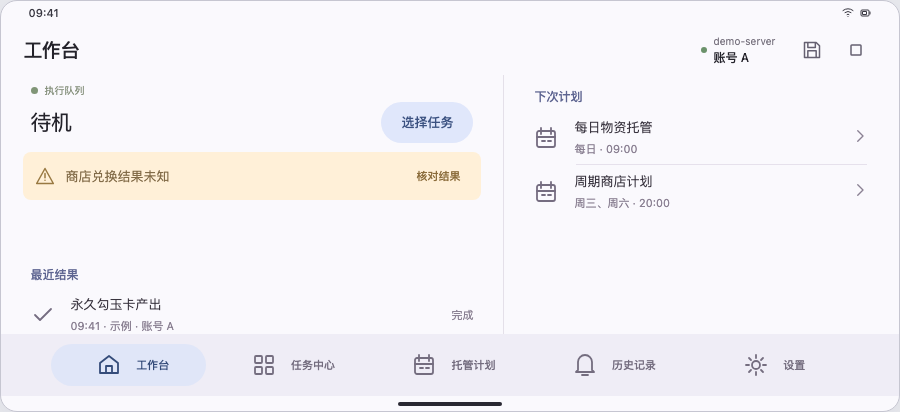 09:41
工作台
demo-server
账号 A
执行队列
待机
选择任务
商店兑换结果未知
核对结果
最近结果
永久勾玉卡产出
09:41 · 示例 · 账号 A
完成
下次计划
每日物资托管
每日 · 09:00
周期商店计划
周三、周六 · 20:00
工作台
任务中心
托管计划
历史记录
设置